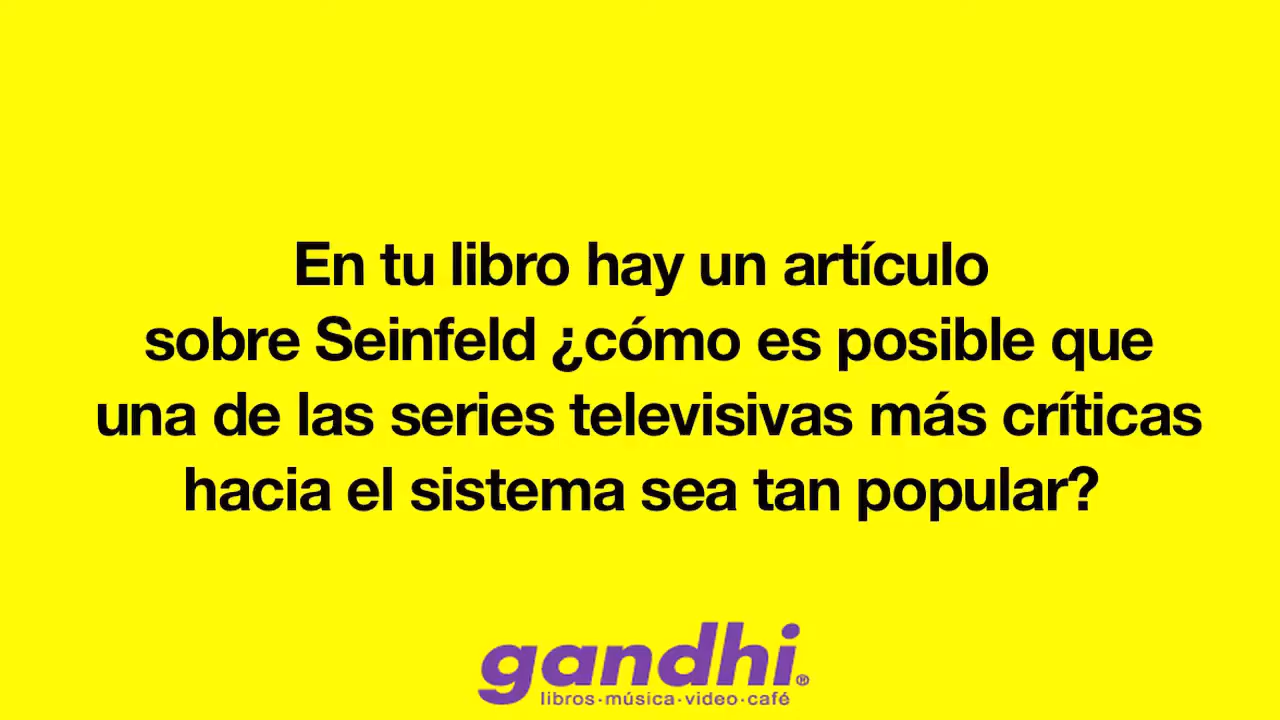 En tu libro hay un artículo
sobre Seinfeld ¿cómo es posible que
una de las series televisivas más críticas
hacia el sistema sea tan popular?
gandhi®
libros·música·video·café